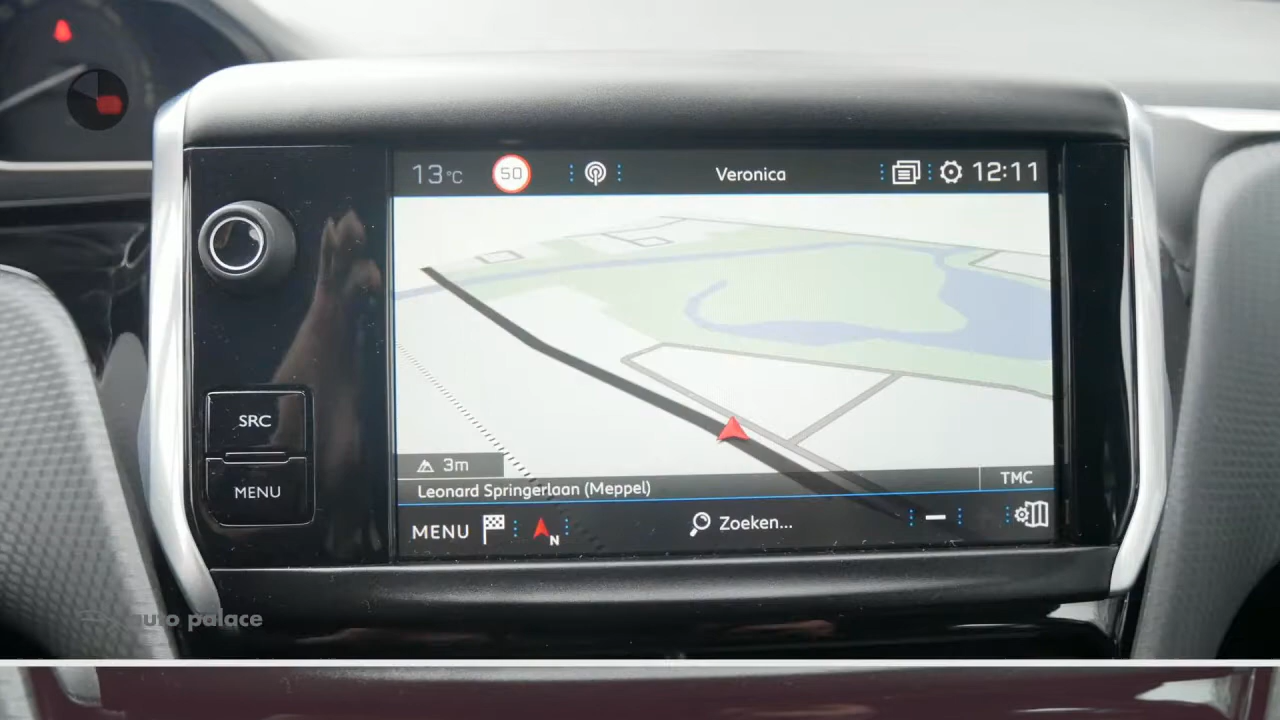 13°C 50 Veronica 12:11
SRC
MENU
3m
Leonard Springerlaan (Meppel) TMC
MENU N Zoeken...
auto palace